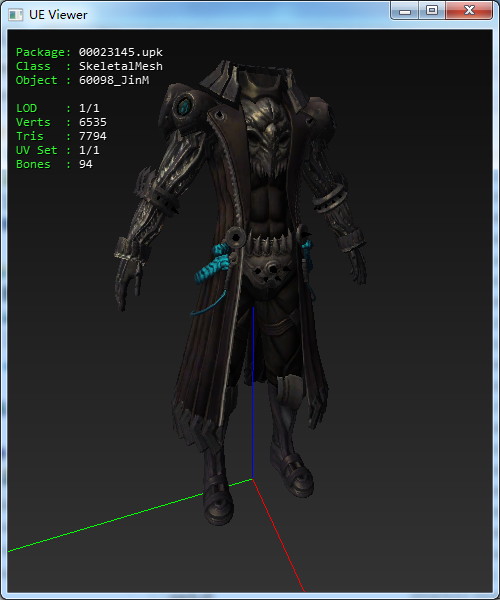 UE Viewer
Package: 00023145.upk
Class : SkeletalMesh
Object : 60098_JinM
LOD : 1/1
Verts : 6535
Tris : 7794
UV Set : 1/1
Bones : 94